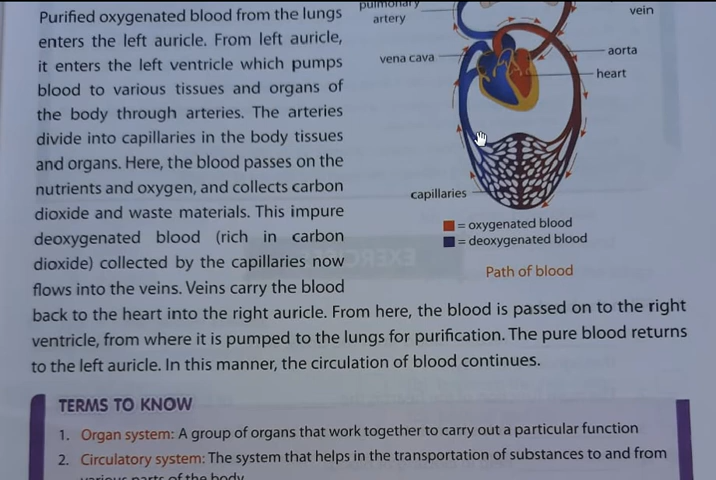 Purified oxygenated blood from the lungs
enters the left auricle. From left auricle,
it enters the left ventricle which pumps
blood to various tissues and organs of
the body through arteries. The arteries
divide into capillaries in the body tissues
and organs. Here, the blood passes on the
nutrients and oxygen, and collects carbon
dioxide and waste materials. This impure
deoxygenated blood (rich in carbon
dioxide) collected by the capillaries now
flows into the veins. Veins carry the blood
back to the heart into the right auricle. From here, the blood is passed on to the right
ventricle, from where it is pumped to the lungs for purification. The pure blood returns
to the left auricle. In this manner, the circulation of blood continues.
pulmonary
artery
vein
vena cava
aorta
heart
capillaries
= oxygenated blood
= deoxygenated blood
Path of blood
TERMS TO KNOW
1. Organ system: A group of organs that work together to carry out a particular function
2. Circulatory system: The system that helps in the transportation of substances to and from
various parts of the body